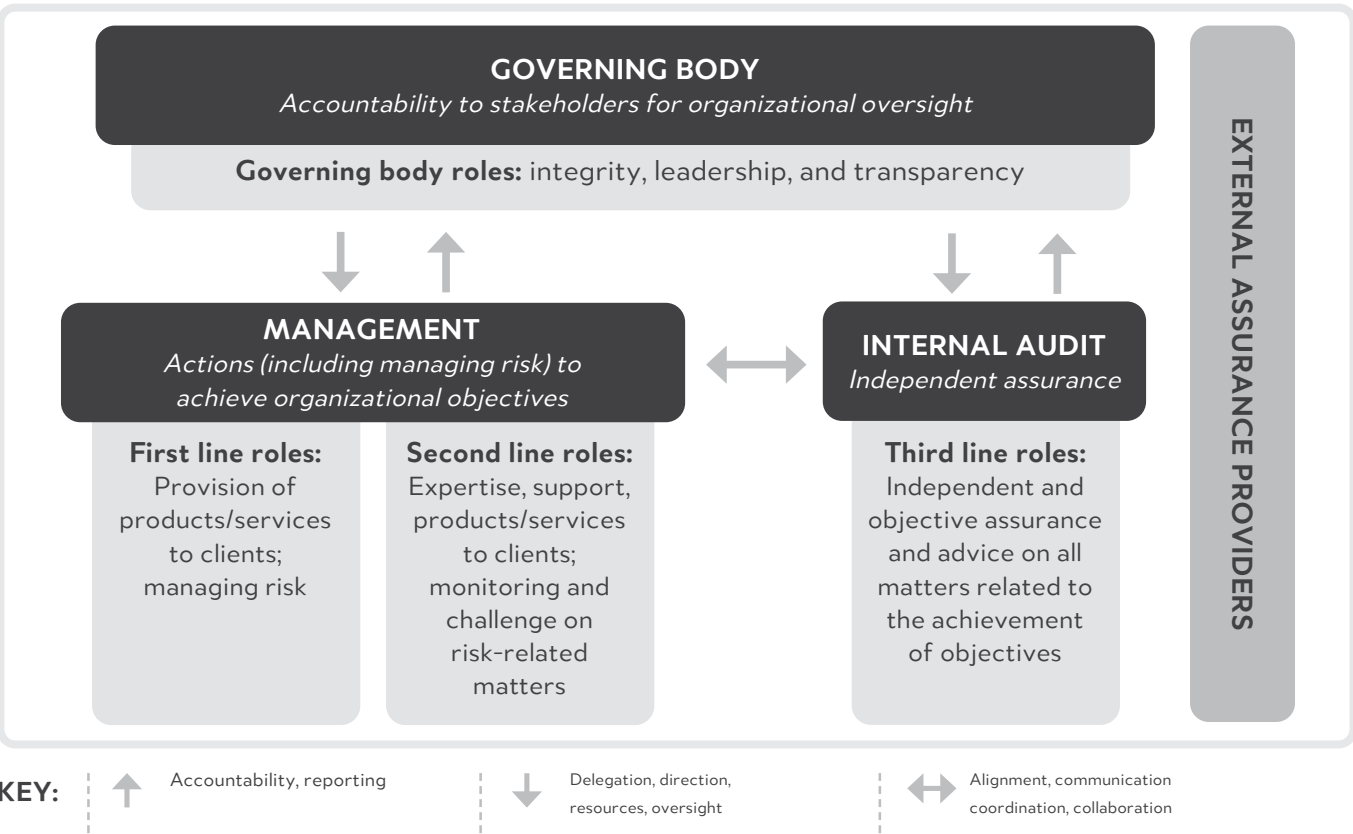 GOVERNING BODY
Accountability to stakeholders for organizational oversight
Governing body roles: integrity, leadership, and transparency
MANAGEMENT
Actions (including managing risk) to
achieve organizational objectives
INTERNAL AUDIT
Independent assurance
First line roles:
Provision of
products/services
to clients;
managing risk
Second line roles:
Expertise, support,
products/services
to clients;
monitoring and
challenge on
risk-related
matters
Third line roles:
Independent and
objective assurance
and advice on all
matters related to
the achievement
of objectives
EXTERNAL ASSURANCE PROVIDERS
KEY:
Accountability, reporting
Delegation, direction,
resources, oversight
Alignment, communication
coordination, collaboration